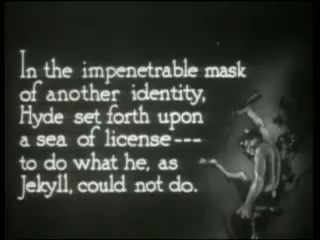 In the impenetrable mask
of another identity,
Hyde set forth upon
a sea of license---
to do what he, as
Jekyll, could not do.